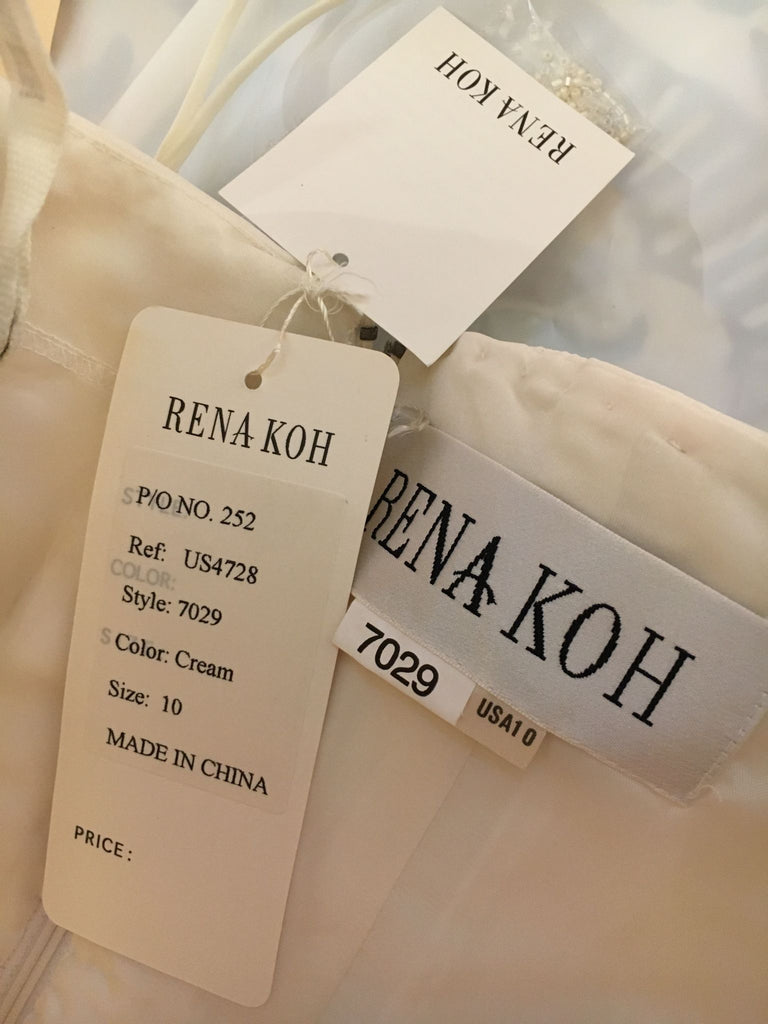 RENA KOH
RENA KOH
P/O NO. 252
Ref: US4728
COLOR:
Style: 7029
Color: Cream
Size: 10
MADE IN CHINA
PRICE:
RENA KOH
7029
USA10